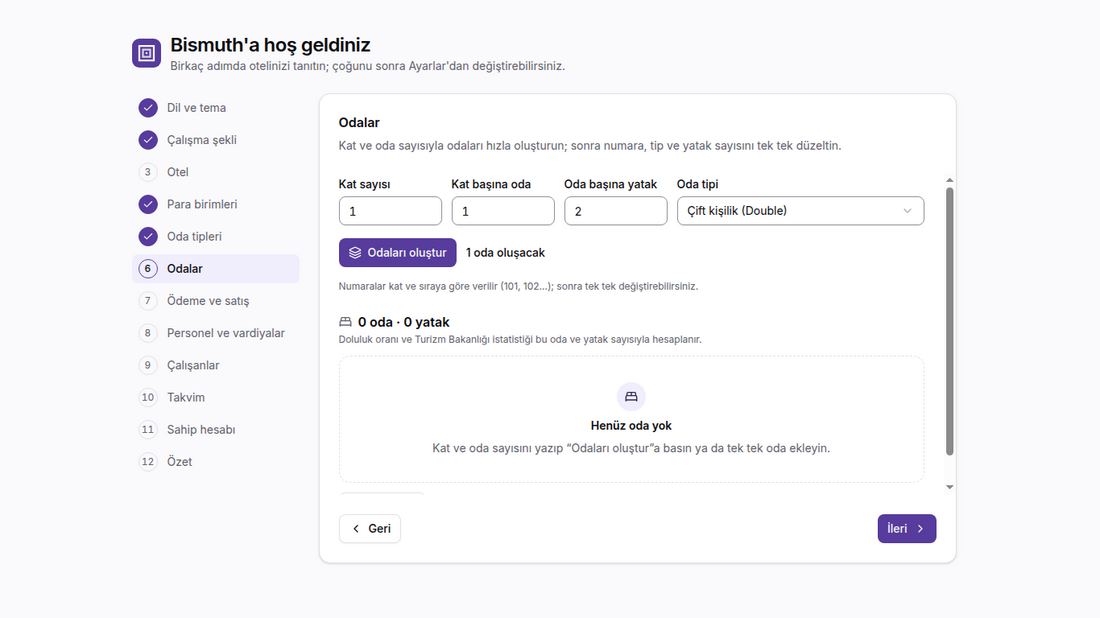 Bismuth'a hoş geldiniz
Birkaç adımda otelinizi tanıtın; çoğunu sonra Ayarlar'dan değiştirebilirsiniz.
Dil ve tema
Çalışma şekli
3 Otel
Para birimleri
Oda tipleri
6 Odalar
7 Ödeme ve satış
8 Personel ve vardiyalar
9 Çalışanlar
10 Takvim
11 Sahip hesabı
12 Özet
Odalar
Kat ve oda sayısıyla odaları hızla oluşturun; sonra numara, tip ve yatak sayısını tek tek düzeltin.
Kat sayısı Kat başına oda Oda başına yatak Oda tipi
1 1 2 Çift kişilik (Double)
Odaları oluştur 1 oda oluşacak
Numaralar kat ve sıraya göre verilir (101, 102…); sonra tek tek değiştirebilirsiniz.
0 oda · 0 yatak
Doluluk oranı ve Turizm Bakanlığı istatistiği bu oda ve yatak sayısıyla hesaplanır.
Henüz oda yok
Kat ve oda sayısını yazıp “Odaları oluştur”a basın ya da tek tek oda ekleyin.
Geri İleri